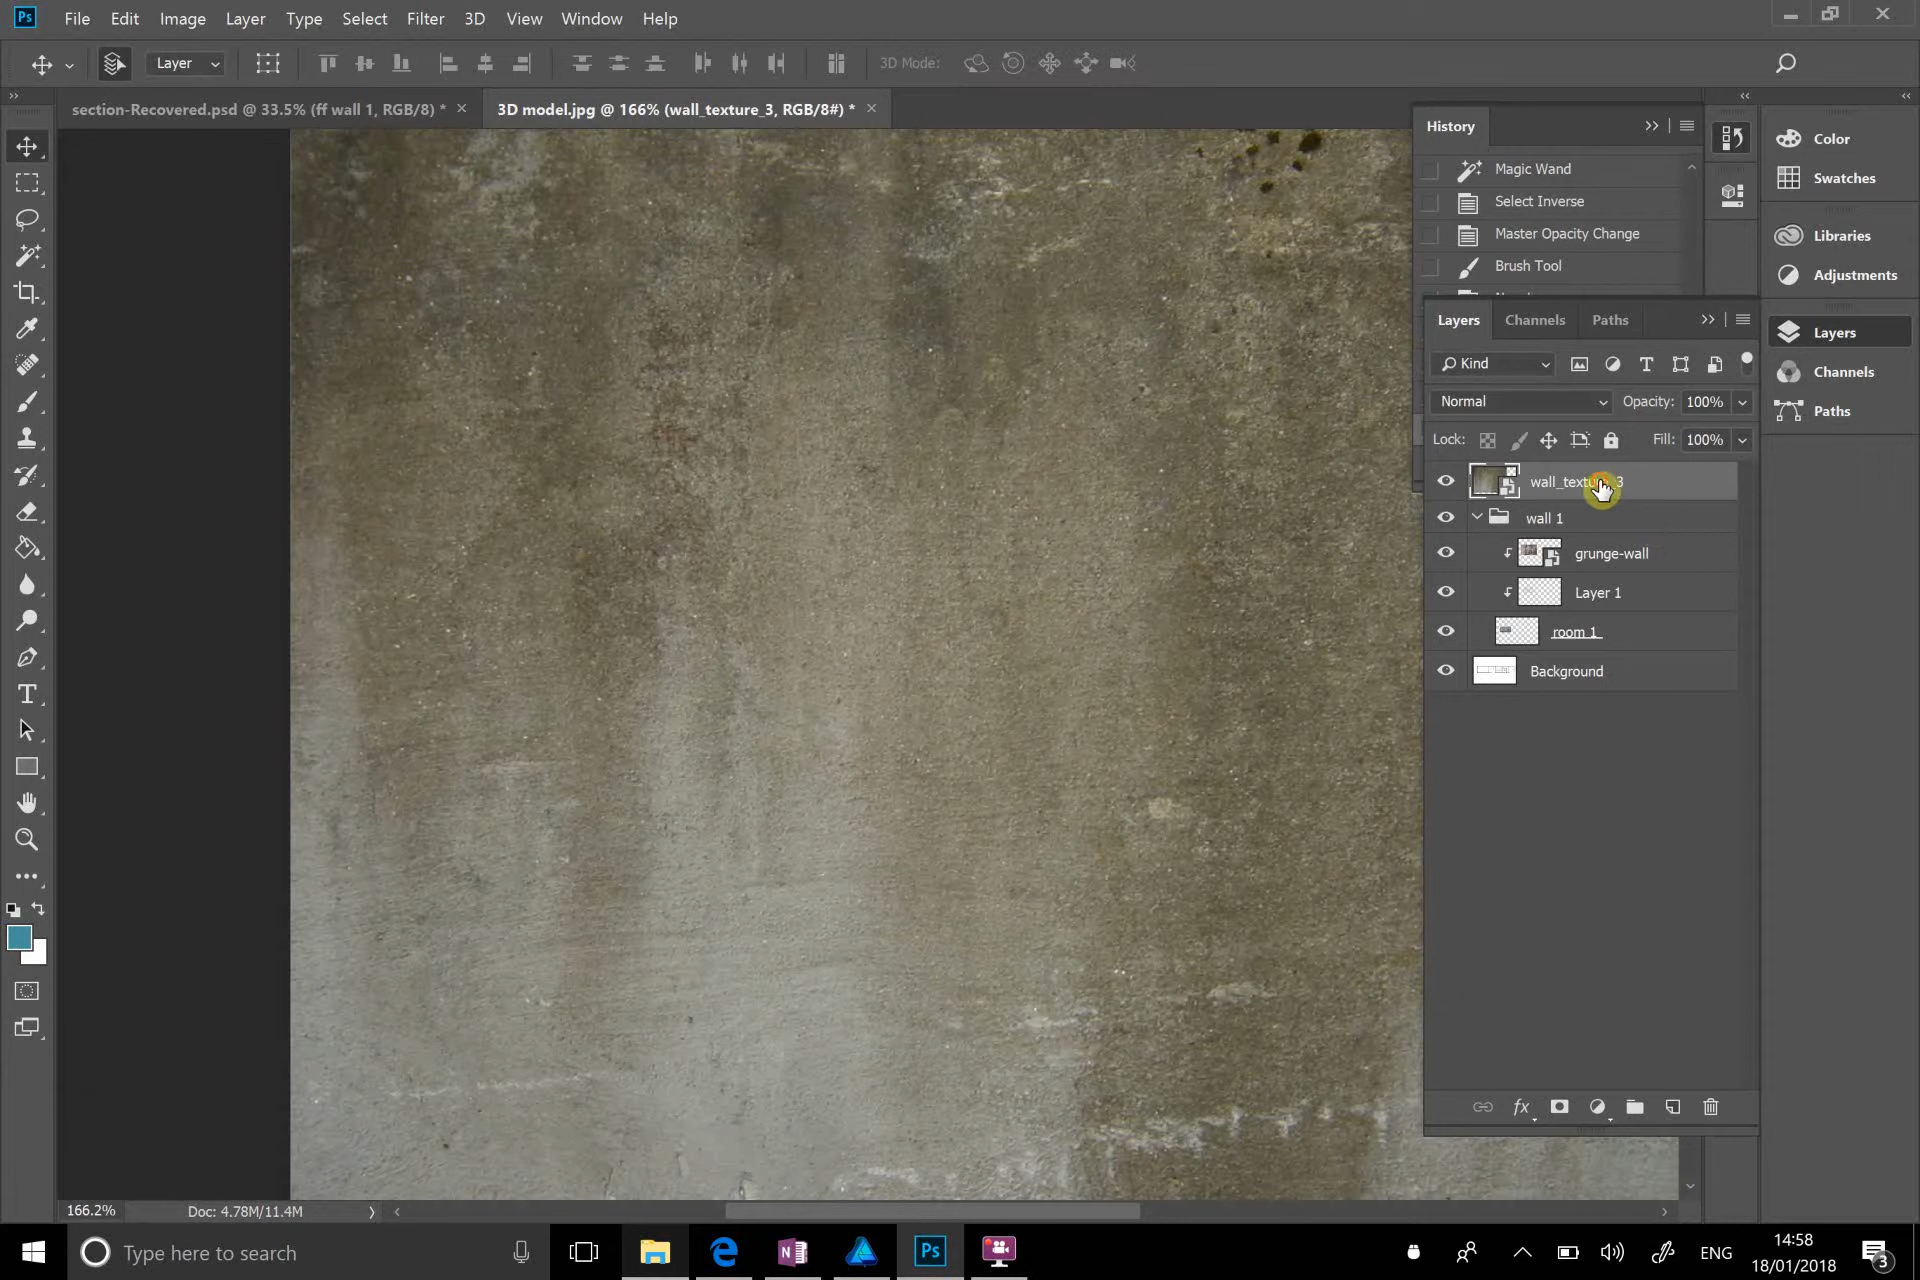 Ps File Edit Image Layer Type Select Filter 3D View Window Help
Layer 3D Mode:
section-Recovered.psd @ 33.5% (ff wall 1, RGB/8) * 3D model.jpg @ 166% (wall_texture_3, RGB/8#) *
History
Magic Wand
Select Inverse
Master Opacity Change
Brush Tool
Layers Channels Paths
Kind
Normal Opacity: 100%
Lock: Fill: 100%
wall 1
grunge-wall
Layer 1
room 1
Background
Color
Swatches
Libraries
Adjustments
Layers
Channels
Paths
166.2% Doc: 4.78M/11.4M
Type here to search
Ps
ENG
14:58
18/01/2018
3